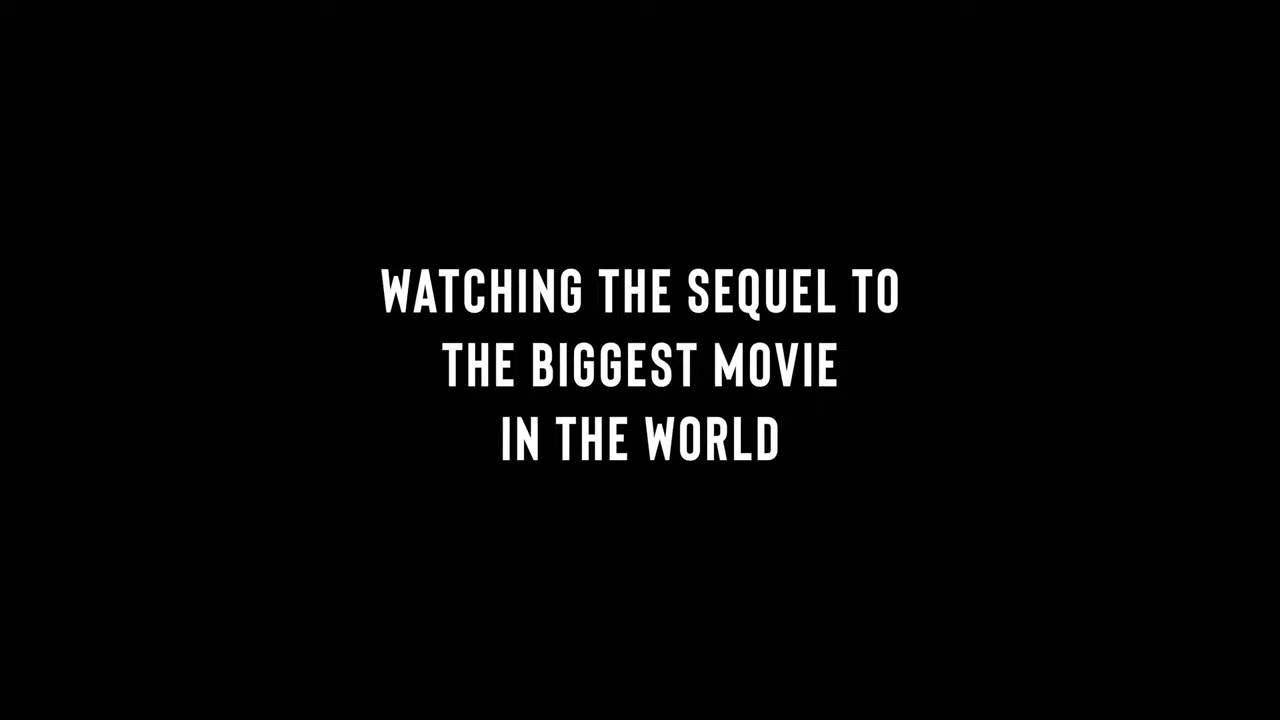 WATCHING THE SEQUEL TO
THE BIGGEST MOVIE
IN THE WORLD